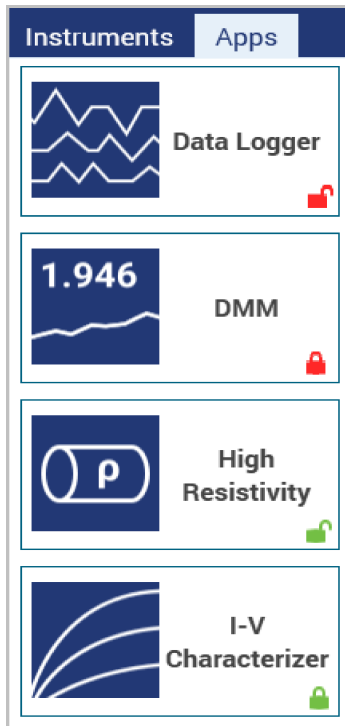 Instruments Apps
Data Logger
1.946
DMM
ρ
High
Resistivity
I-V
Characterizer